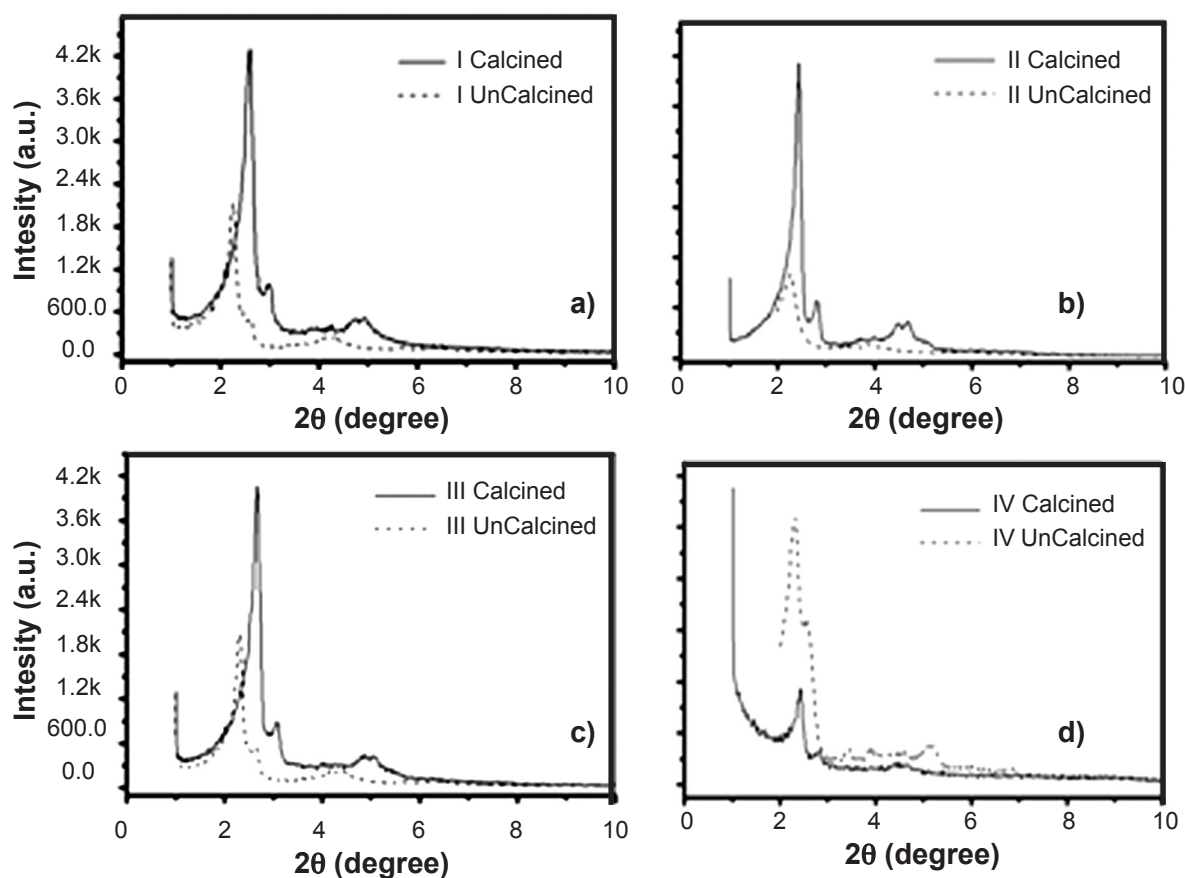 I Calcined
I UnCalcined
Intesity (a.u.)
4.2k
3.6k
3.0k
2.4k
1.8k
1.2k
600.0
0.0
a)
0 2 4 6 8 10
2θ (degree)
II Calcined
II UnCalcined
b)
0 2 4 6 8 10
2θ (degree)
III Calcined
III UnCalcined
Intesity (a.u.)
4.2k
3.6k
3.0k
2.4k
1.8k
1.2k
600.0
0.0
c)
0 2 4 6 8 10
2θ (degree)
IV Calcined
IV UnCalcined
d)
0 2 4 6 8 10
2θ (degree)